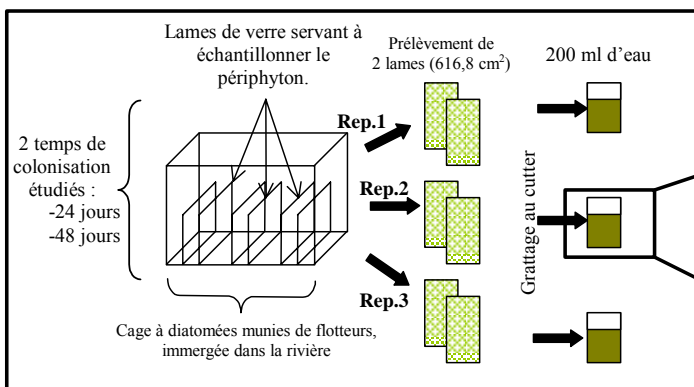 Lames de verre servant à
échantillonner le
périphyton.
Prélèvement de
2 lames (616,8 cm²)
200 ml d'eau
2 temps de
colonisation
étudiés :
-24 jours
-48 jours
Rep.1
Rep.2
Rep.3
Grattage au cutter
Cage à diatomées munies de flotteurs,
immergée dans la rivière